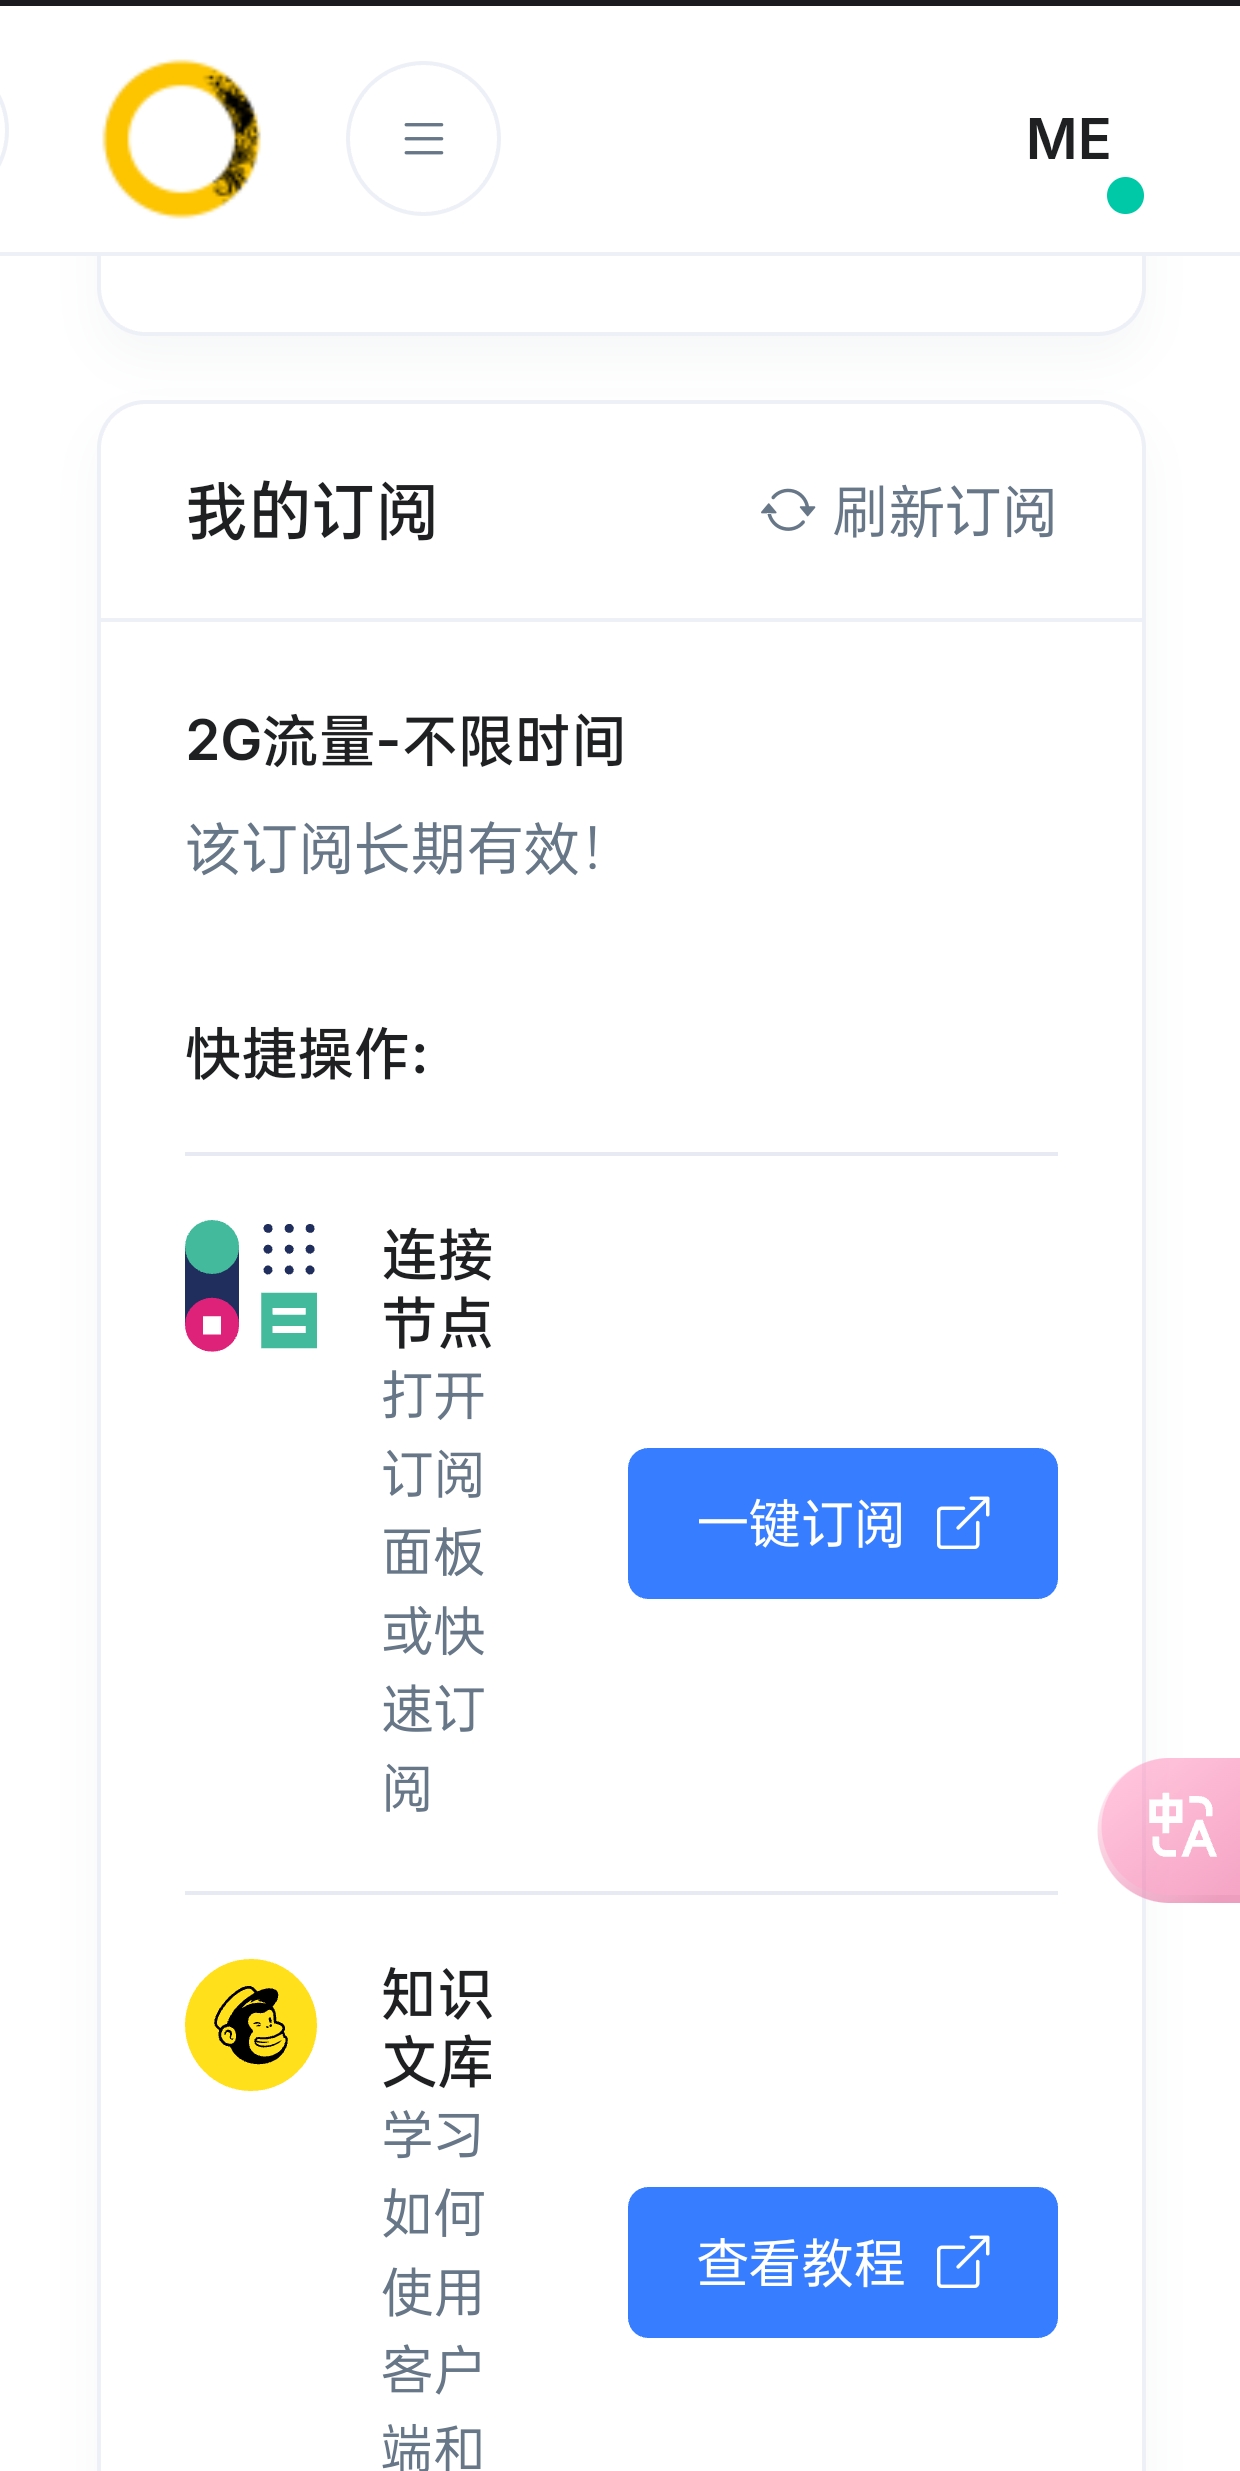 ME
我的订阅
刷新订阅
2G流量-不限时间
该订阅长期有效!
快捷操作:
连接
节点
打开
订阅
面板
或快
速订
阅
一键订阅
知识
文库
学习
如何
使用
客户
端和
查看教程
中A